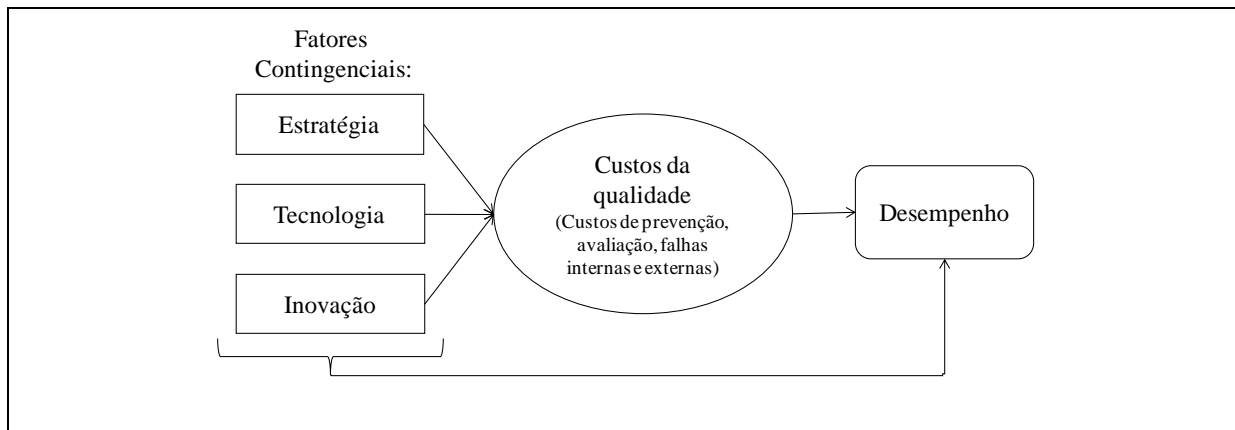 Fatores
Contingenciais:
Estratégia
Tecnologia
Inovação
Custos da
qualidade
(Custos de prevenção,
avaliação, falhas
internas e externas)
Desempenho